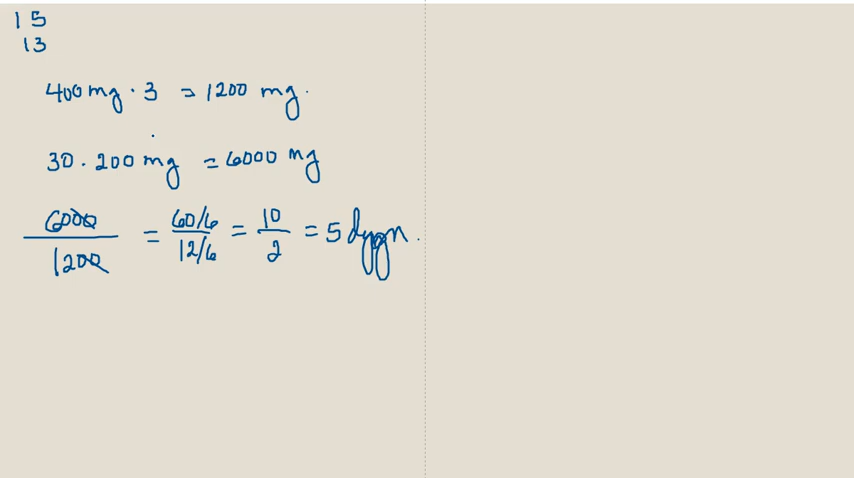 15
13
400 mg · 3 = 1200 mg.
30 · 200 mg = 6000 mg
6000/1200 = 60/6/12/6 = 10/2 = 5 dygn.